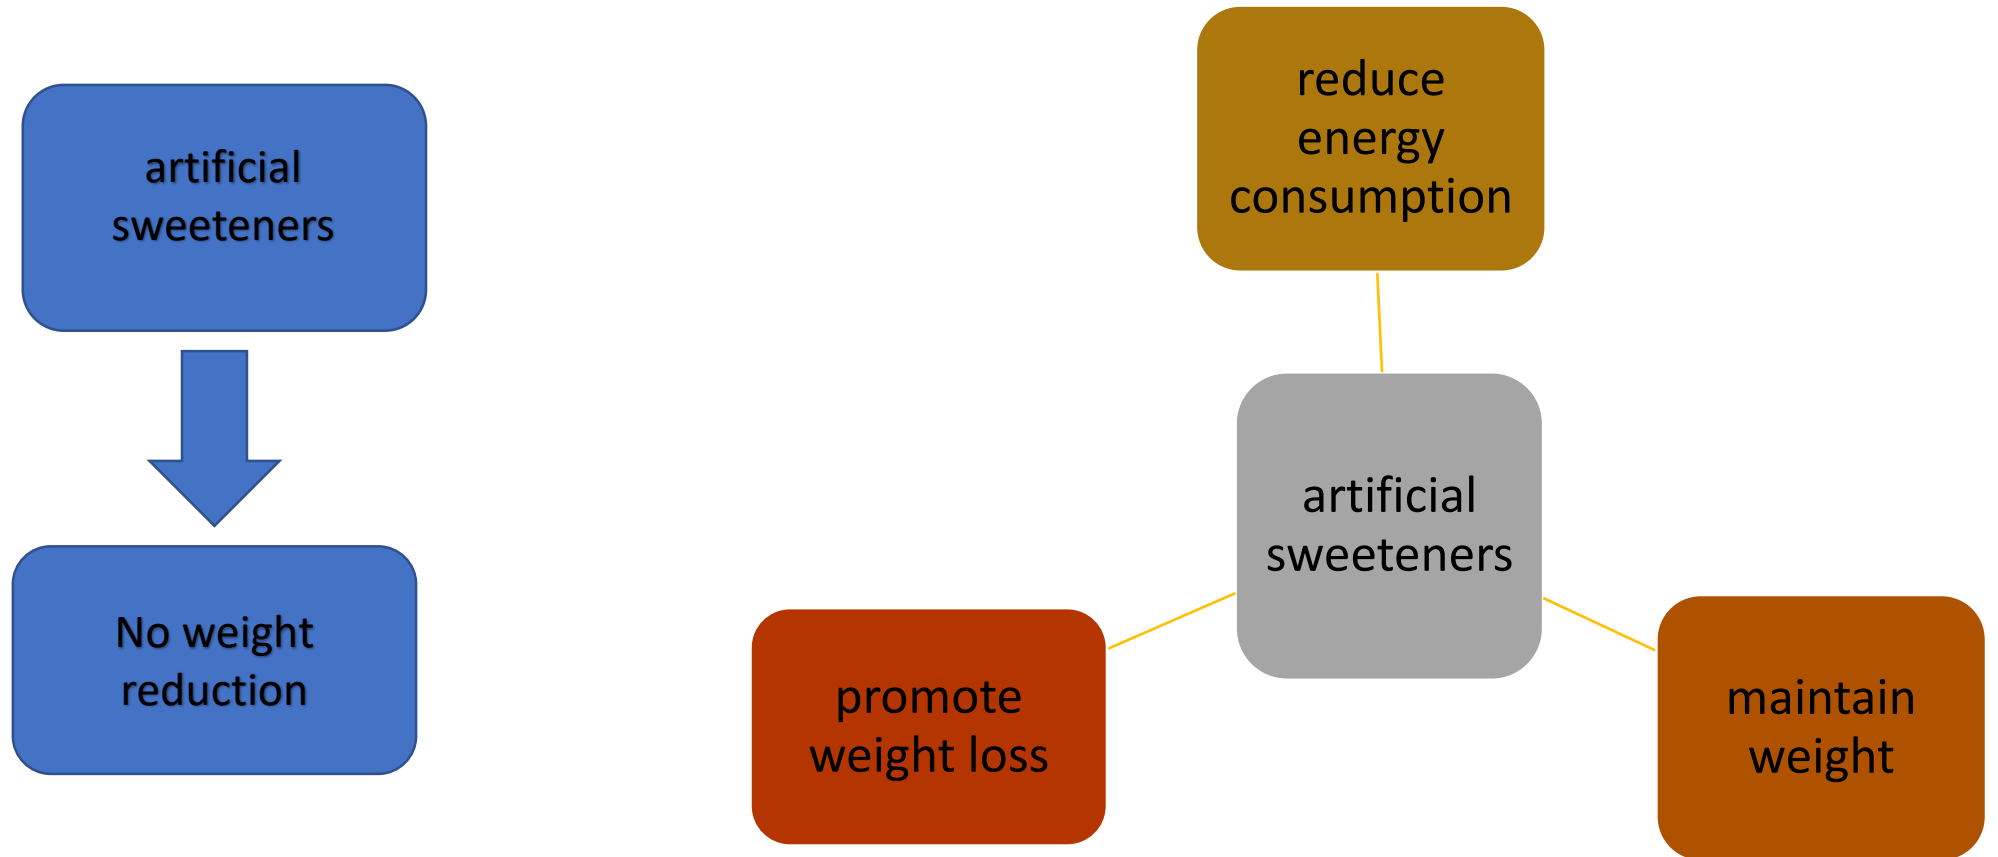 artificial
sweeteners
No weight
reduction
reduce
energy
consumption
artificial
sweeteners
promote
weight loss
maintain
weight